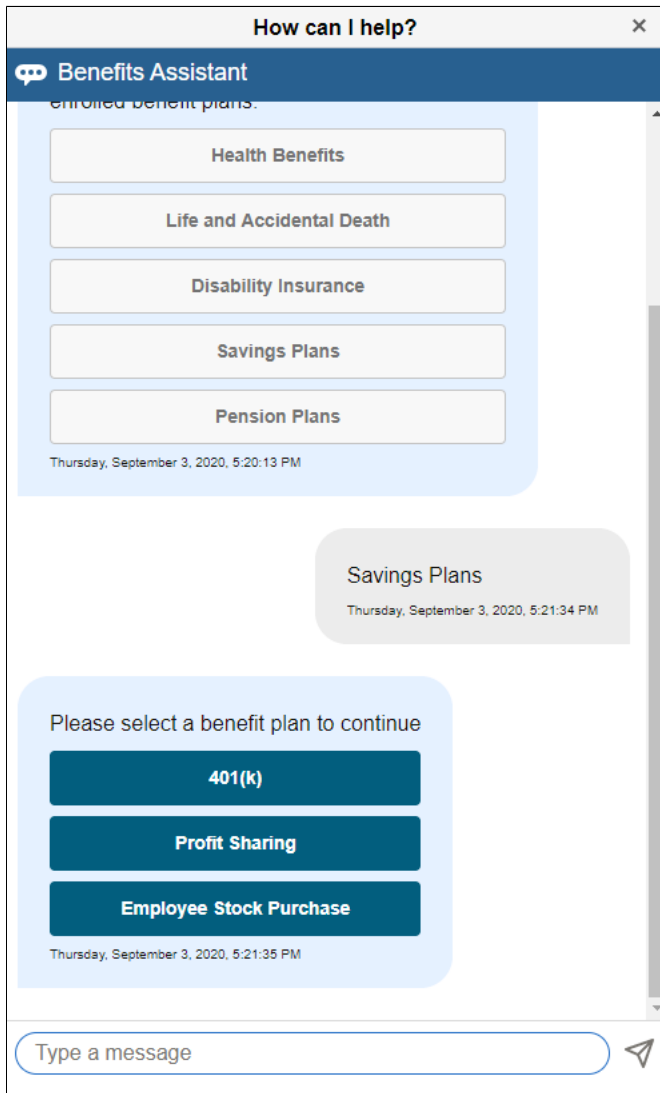 How can I help?
Benefits Assistant
enrolled benefit plans:
Health Benefits
Life and Accidental Death
Disability Insurance
Savings Plans
Pension Plans
Thursday, September 3, 2020, 5:20:13 PM
Savings Plans
Thursday, September 3, 2020, 5:21:34 PM
Please select a benefit plan to continue
401(k)
Profit Sharing
Employee Stock Purchase
Thursday, September 3, 2020, 5:21:35 PM
Type a message